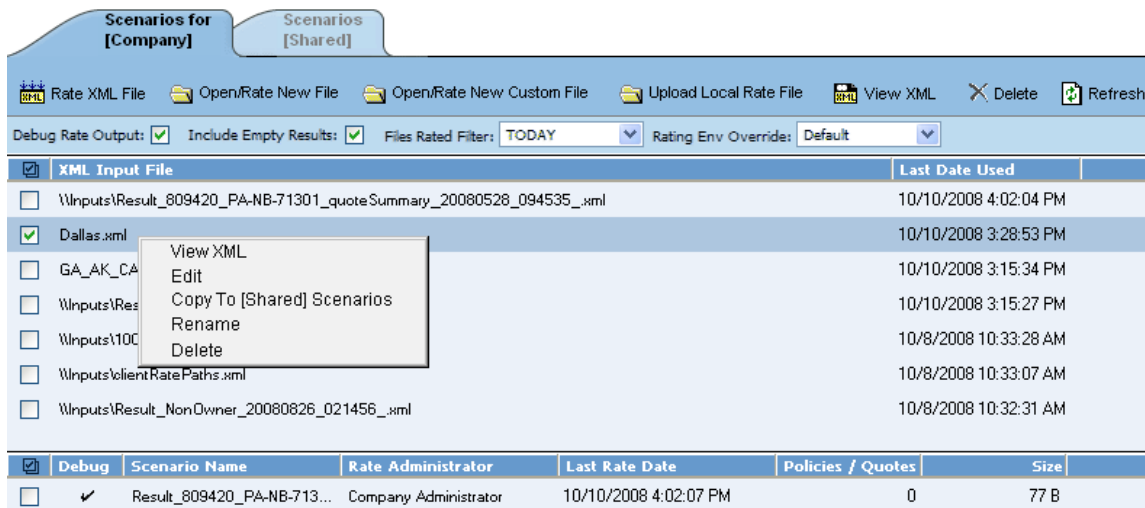 Scenarios for
[Company]
Scenarios
[Shared]
XML Rate XML File Open/Rate New File Open/Rate New Custom File Upload Local Rate File XML View XML Delete Refresh
Debug Rate Output: Include Empty Results: Files Rated Filter: TODAY Rating Env Override: Default
XML Input File Last Date Used
\\Inputs\Result_809420_PA-NB-71301_quoteSummary_20080528_094535_.xml 10/10/2008 4:02:04 PM
Dallas.xml 10/10/2008 3:28:53 PM
View XML
GA_AK_CA 10/10/2008 3:15:34 PM
Edit
Copy To [Shared] Scenarios
\\Inputs\Res 10/10/2008 3:15:27 PM
Rename
\\Inputs\100 10/8/2008 10:33:28 AM
Delete
\\Inputs\clientRatePaths.xml 10/8/2008 10:33:07 AM
\\Inputs\Result_NonOwner_20080826_021456_.xml 10/8/2008 10:32:31 AM
Debug Scenario Name Rate Administrator Last Rate Date Policies / Quotes Size
Result_809420_PA-NB-713... Company Administrator 10/10/2008 4:02:07 PM 0 77 B